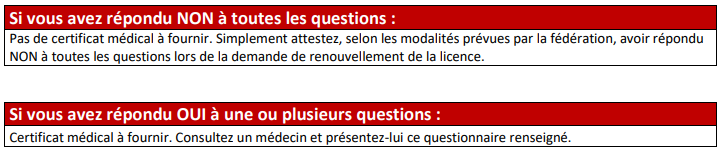 Si vous avez répondu NON à toutes les questions :
Pas de certificat médical à fournir. Simplement attestez, selon les modalités prévues par la fédération, avoir répondu
NON à toutes les questions lors de la demande de renouvellement de la licence.
Si vous avez répondu OUI à une ou plusieurs questions :
Certificat médical à fournir. Consultez un médecin et présentez-lui ce questionnaire renseigné.